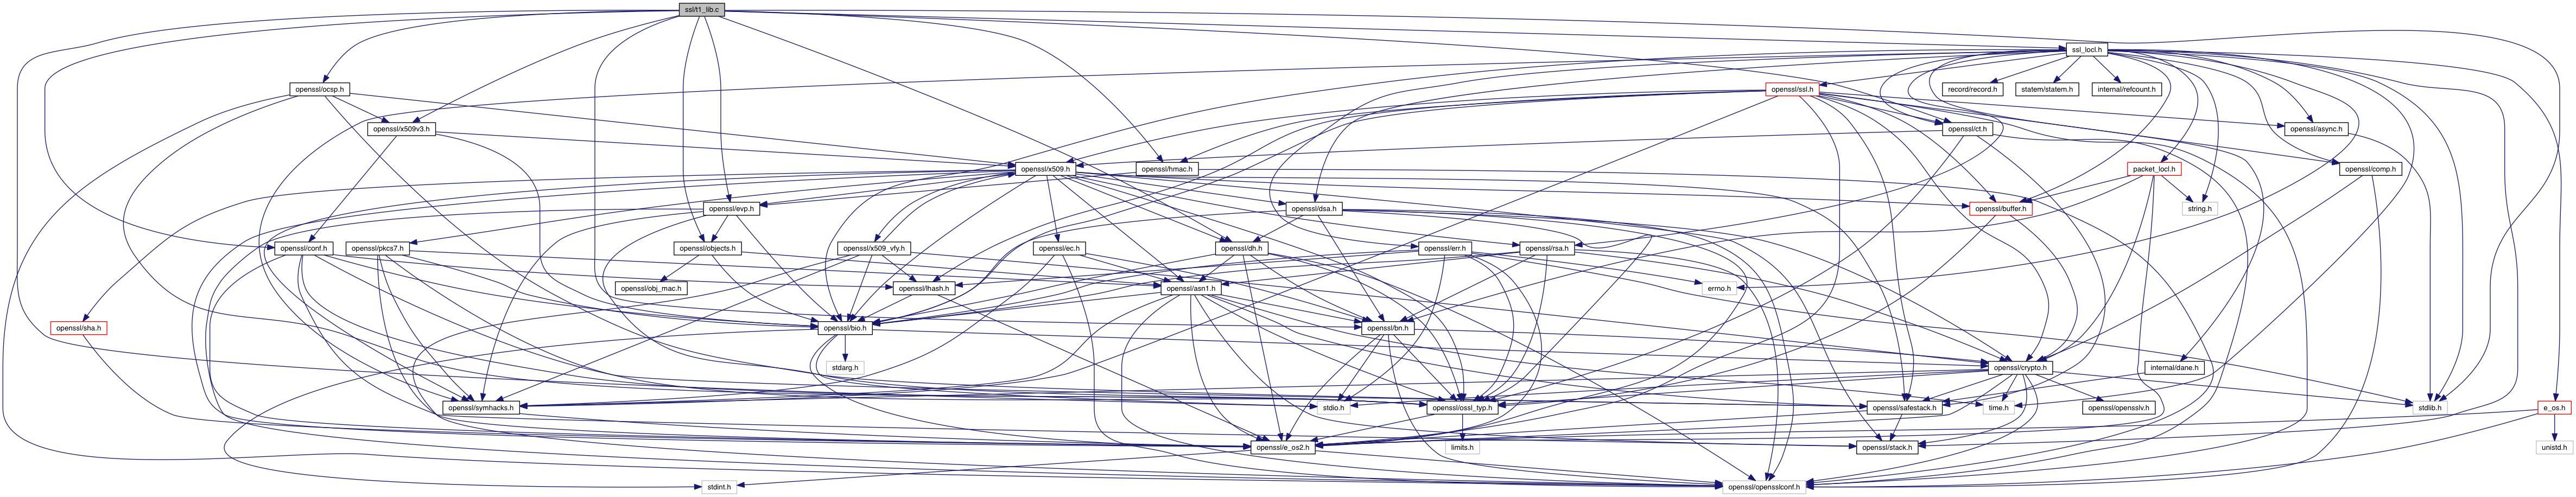 ssl/t1_lib.c
ssl_locl.h
openssl/ocsp.h
openssl/ssl.h
record/record.h
statem/statem.h
internal/refcount.h
openssl/x509v3.h
openssl/ct.h
openssl/async.h
openssl/x509.h
openssl/hmac.h
packet_locl.h
openssl/comp.h
openssl/evp.h
openssl/dsa.h
openssl/buffer.h
string.h
openssl/conf.h
openssl/pkcs7.h
openssl/objects.h
openssl/x509_vfy.h
openssl/ec.h
openssl/dh.h
openssl/err.h
openssl/rsa.h
openssl/obj_mac.h
openssl/lhash.h
openssl/asn1.h
errno.h
openssl/sha.h
openssl/bio.h
openssl/bn.h
stdarg.h
openssl/crypto.h
internal/dane.h
openssl/symhacks.h
stdio.h
openssl/ossl_typ.h
openssl/safestack.h
time.h
openssl/opensslv.h
stdlib.h
e_os.h
openssl/e_os2.h
limits.h
openssl/stack.h
unistd.h
stdint.h
openssl/opensslconf.h